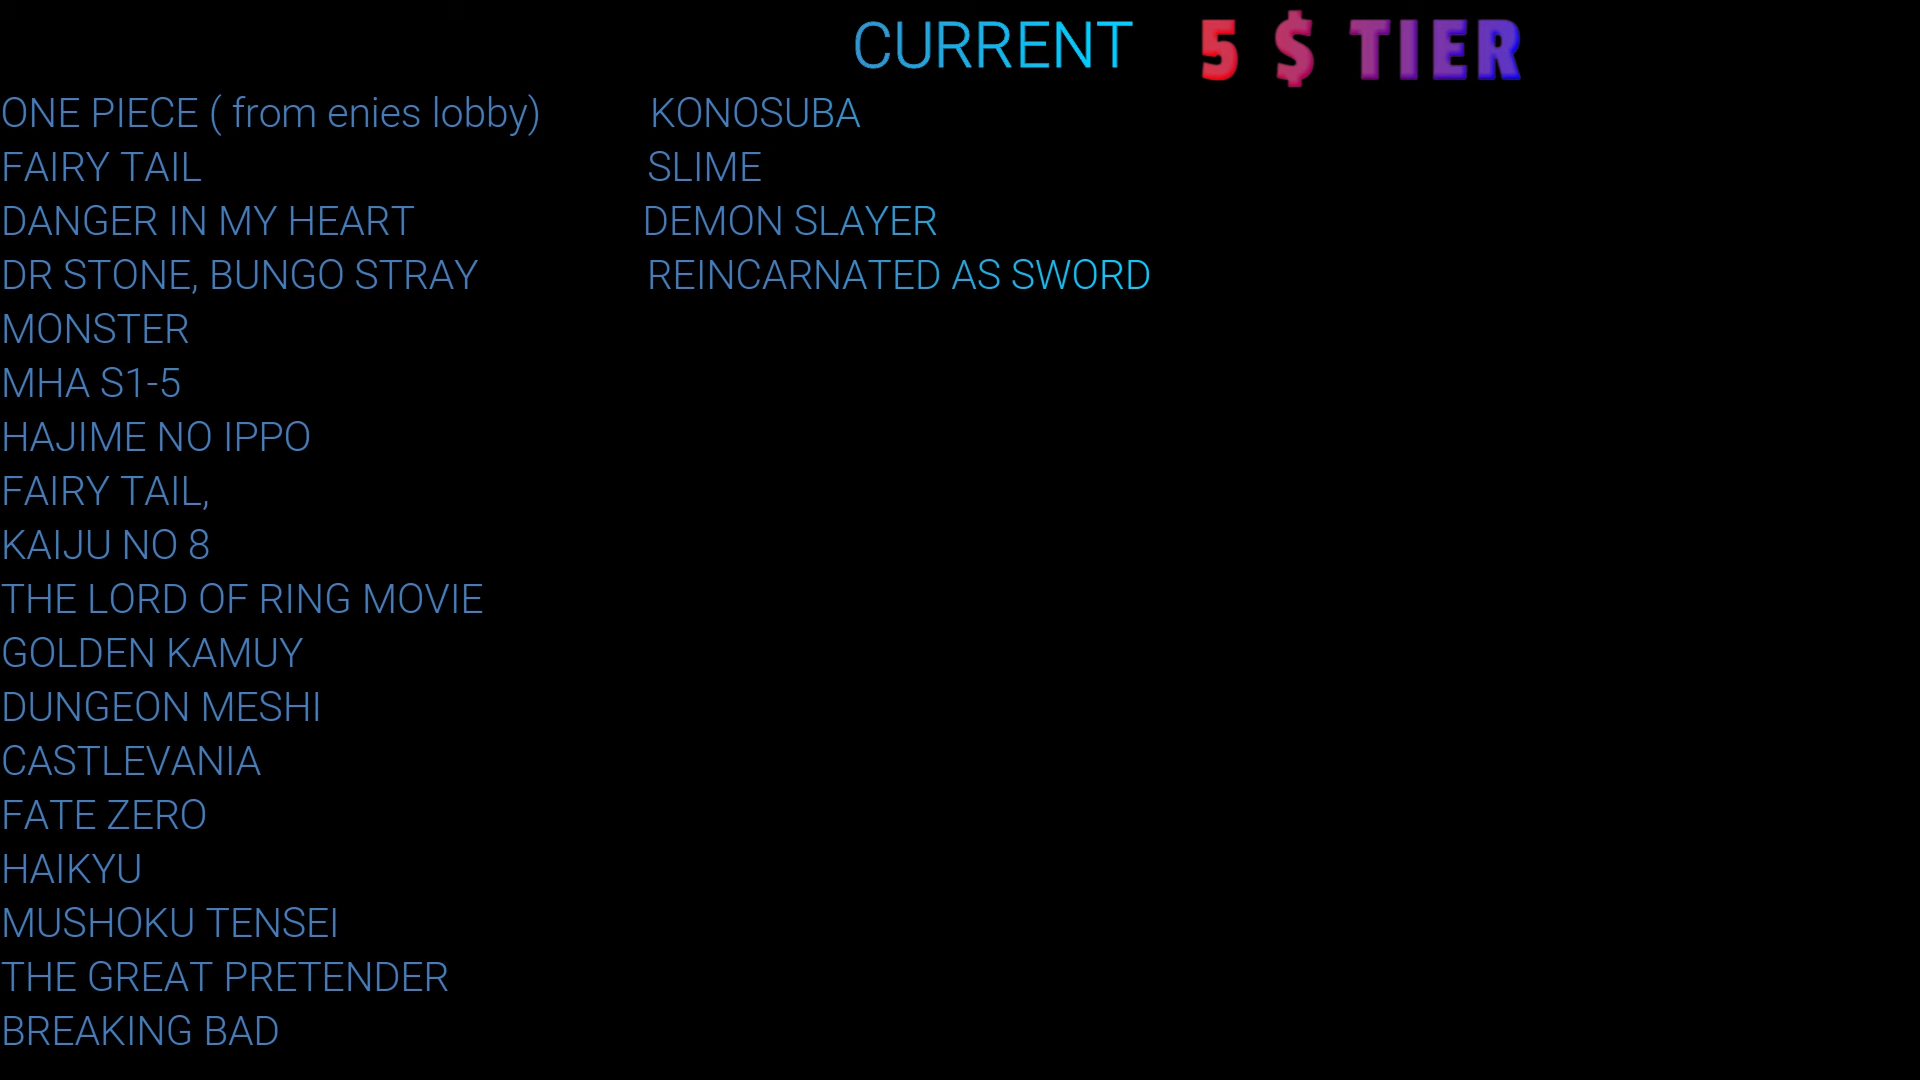 CURRENT 5 $ TIER
ONE PIECE ( from enies lobby)
FAIRY TAIL
DANGER IN MY HEART
DR STONE, BUNGO STRAY
MONSTER
MHA S1-5
HAJIME NO IPPO
FAIRY TAIL,
KAIJU NO 8
THE LORD OF RING MOVIE
GOLDEN KAMUY
DUNGEON MESHI
CASTLEVANIA
FATE ZERO
HAIKYU
MUSHOKU TENSEI
THE GREAT PRETENDER
BREAKING BAD
KONOSUBA
SLIME
DEMON SLAYER
REINCARNATED AS SWORD